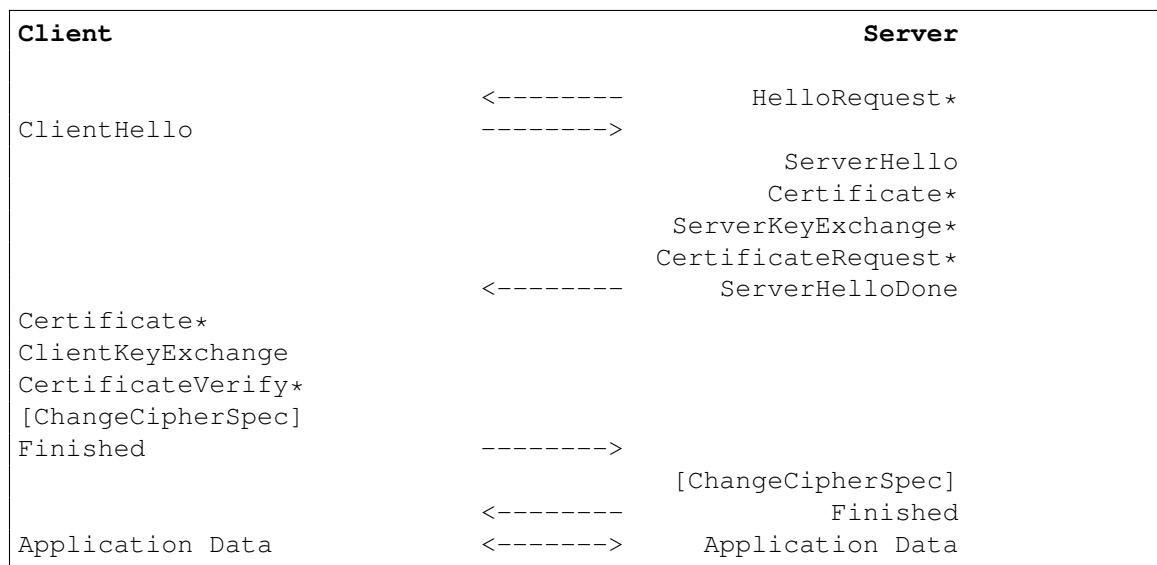 Client Server
<-------- HelloRequest*
ClientHello -------->
ServerHello
Certificate*
ServerKeyExchange*
CertificateRequest*
<-------- ServerHelloDone
Certificate*
ClientKeyExchange
CertificateVerify*
[ChangeCipherSpec]
Finished -------->
[ChangeCipherSpec]
<-------- Finished
Application Data <-------> Application Data